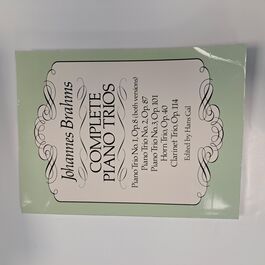 Johannes Brahms
COMPLETE
PIANO TRIOS
Piano Trio No. 1, Op. 8 (both versions)
Piano Trio No. 2, Op. 87
Piano Trio No. 3, Op. 101
Horn Trio, Op. 40
Clarinet Trio, Op. 114
Edited by Hans Gál